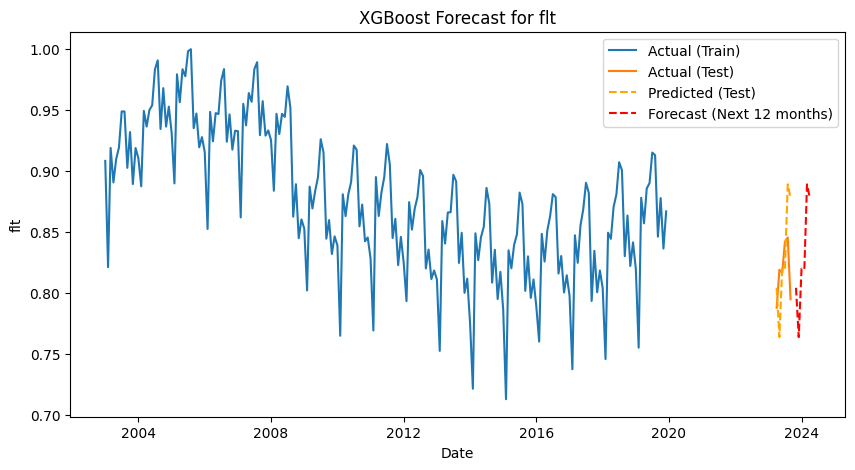 XGBoost Forecast for flt
Actual (Train)
Actual (Test)
Predicted (Test)
Forecast (Next 12 months)
1.00
0.95
0.90
0.85
0.80
0.75
0.70
flt
2004 2008 2012 2016 2020 2024
Date